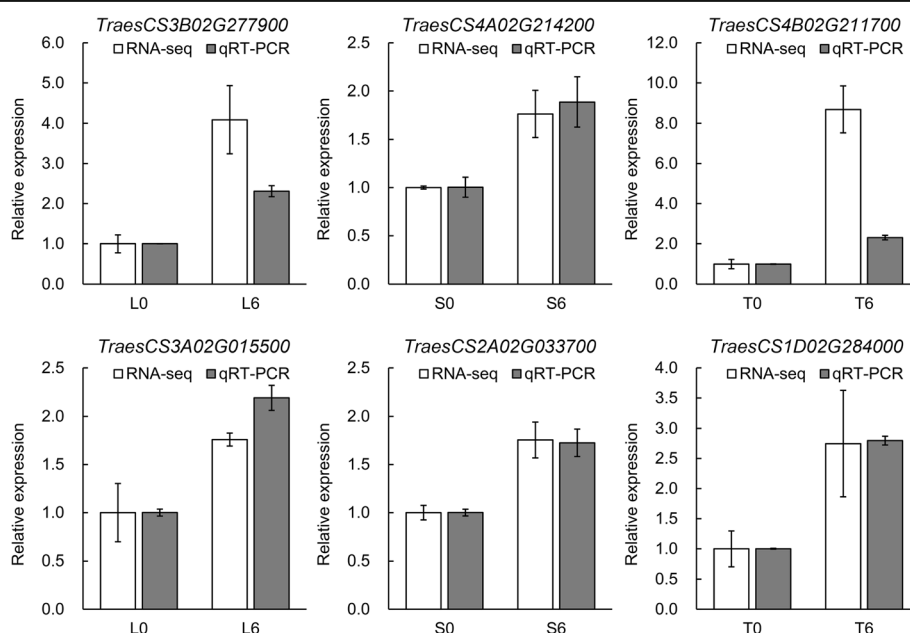 TraesCS3B02G277900
RNA-seq qRT-PCR
Relative expression
6.0
5.0
4.0
3.0
2.0
1.0
0.0
L0 L6
TraesCS4A02G214200
RNA-seq qRT-PCR
Relative expression
2.5
2.0
1.5
1.0
0.5
0.0
S0 S6
TraesCS4B02G211700
RNA-seq qRT-PCR
Relative expression
12.0
10.0
8.0
6.0
4.0
2.0
0.0
T0 T6
TraesCS3A02G015500
RNA-seq qRT-PCR
Relative expression
2.5
2.0
1.5
1.0
0.5
0.0
L0 L6
TraesCS2A02G033700
RNA-seq qRT-PCR
Relative expression
2.5
2.0
1.5
1.0
0.5
0.0
S0 S6
TraesCS1D02G284000
RNA-seq qRT-PCR
Relative expression
4.0
3.5
3.0
2.5
2.0
1.5
1.0
0.5
0.0
T0 T6